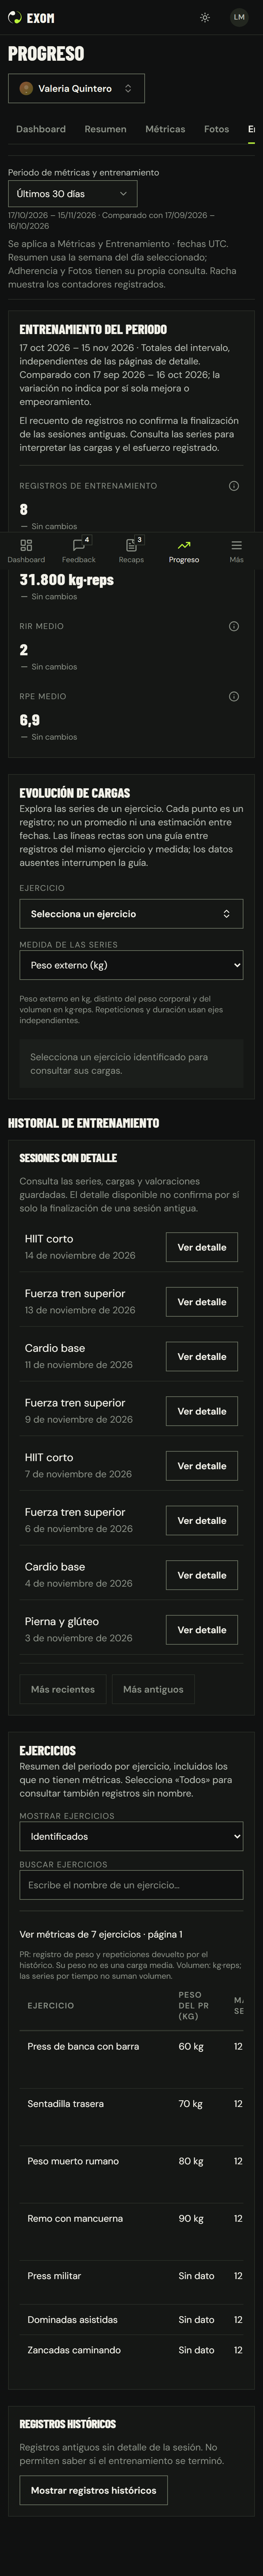 EXOM
LM
PROGRESO
Valeria Quintero
Dashboard Resumen Métricas Fotos
Periodo de métricas y entrenamiento
Últimos 30 días
17/10/2026 – 15/11/2026 · Comparado con 17/09/2026 –
16/10/2026
Se aplica a Métricas y Entrenamiento · fechas UTC.
Resumen usa la semana del día seleccionado;
Adherencia y Fotos tienen su propia consulta. Racha
muestra los contadores registrados.
ENTRENAMIENTO DEL PERIODO
17 oct 2026 – 15 nov 2026 · Totales del intervalo,
independientes de las páginas de detalle.
Comparado con 17 sep 2026 – 16 oct 2026; la
variación no indica por sí sola mejora o
empeoramiento.
El recuento de registros no confirma la finalización
de las sesiones antiguas. Consulta las series para
interpretar las cargas y el esfuerzo registrado.
REGISTROS DE ENTRENAMIENTO
8
— Sin cambios
4
3
Dashboard Feedback Recaps Progreso Más
31.800 kg·reps
— Sin cambios
RIR MEDIO
2
— Sin cambios
RPE MEDIO
6,9
— Sin cambios
EVOLUCIÓN DE CARGAS
Explora las series de un ejercicio. Cada punto es un
registro; no un promedio ni una estimación entre
fechas. Las líneas rectas son una guía entre
registros del mismo ejercicio y medida; los datos
ausentes interrumpen la guía.
EJERCICIO
Selecciona un ejercicio
MEDIDA DE LAS SERIES
Peso externo (kg)
Peso externo en kg, distinto del peso corporal y del
volumen en kg·reps. Repeticiones y duración usan ejes
independientes.
Selecciona un ejercicio identificado para
consultar sus cargas.
HISTORIAL DE ENTRENAMIENTO
SESIONES CON DETALLE
Consulta las series, cargas y valoraciones
guardadas. El detalle disponible no confirma por sí
solo la finalización de una sesión antigua.
HIIT corto
14 de noviembre de 2026
Ver detalle
Fuerza tren superior
13 de noviembre de 2026
Ver detalle
Cardio base
11 de noviembre de 2026
Ver detalle
Fuerza tren superior
9 de noviembre de 2026
Ver detalle
HIIT corto
7 de noviembre de 2026
Ver detalle
Fuerza tren superior
6 de noviembre de 2026
Ver detalle
Cardio base
4 de noviembre de 2026
Ver detalle
Pierna y glúteo
3 de noviembre de 2026
Ver detalle
Más recientes Más antiguos
EJERCICIOS
Resumen del periodo por ejercicio, incluidos los
que no tienen métricas. Selecciona «Todos» para
consultar también registros sin nombre.
MOSTRAR EJERCICIOS
Identificados
BUSCAR EJERCICIOS
Escribe el nombre de un ejercicio...
Ver métricas de 7 ejercicios · página 1
PR: registro de peso y repeticiones devuelto por el
histórico. Su peso no es una carga media. Volumen: kg·reps;
las series por tiempo no suman volumen.
EJERCICIO PESO DEL PR (KG)
Press de banca con barra 60 kg 12
Sentadilla trasera 70 kg 12
Peso muerto rumano 80 kg 12
Remo con mancuerna 90 kg 12
Press militar Sin dato 12
Dominadas asistidas Sin dato 12
Zancadas caminando Sin dato 12
REGISTROS HISTÓRICOS
Registros antiguos sin detalle de la sesión. No
permiten saber si el entrenamiento se terminó.
Mostrar registros históricos